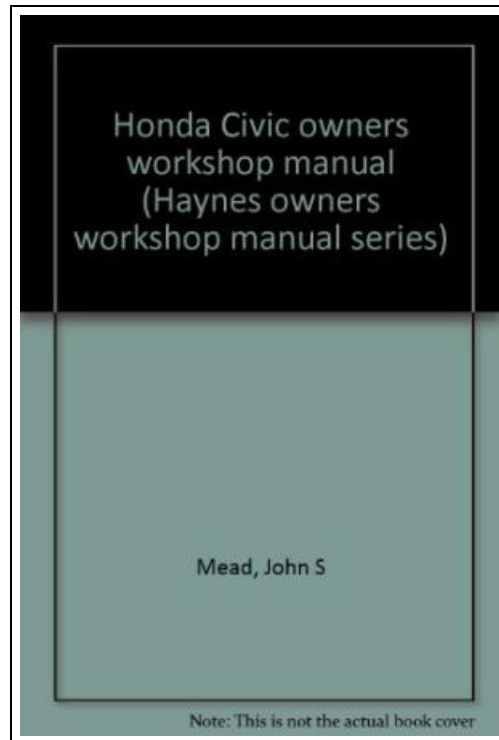 Honda Civic owners
workshop manual
(Haynes owners
workshop manual series)
Mead, John S
Note: This is not the actual book cover